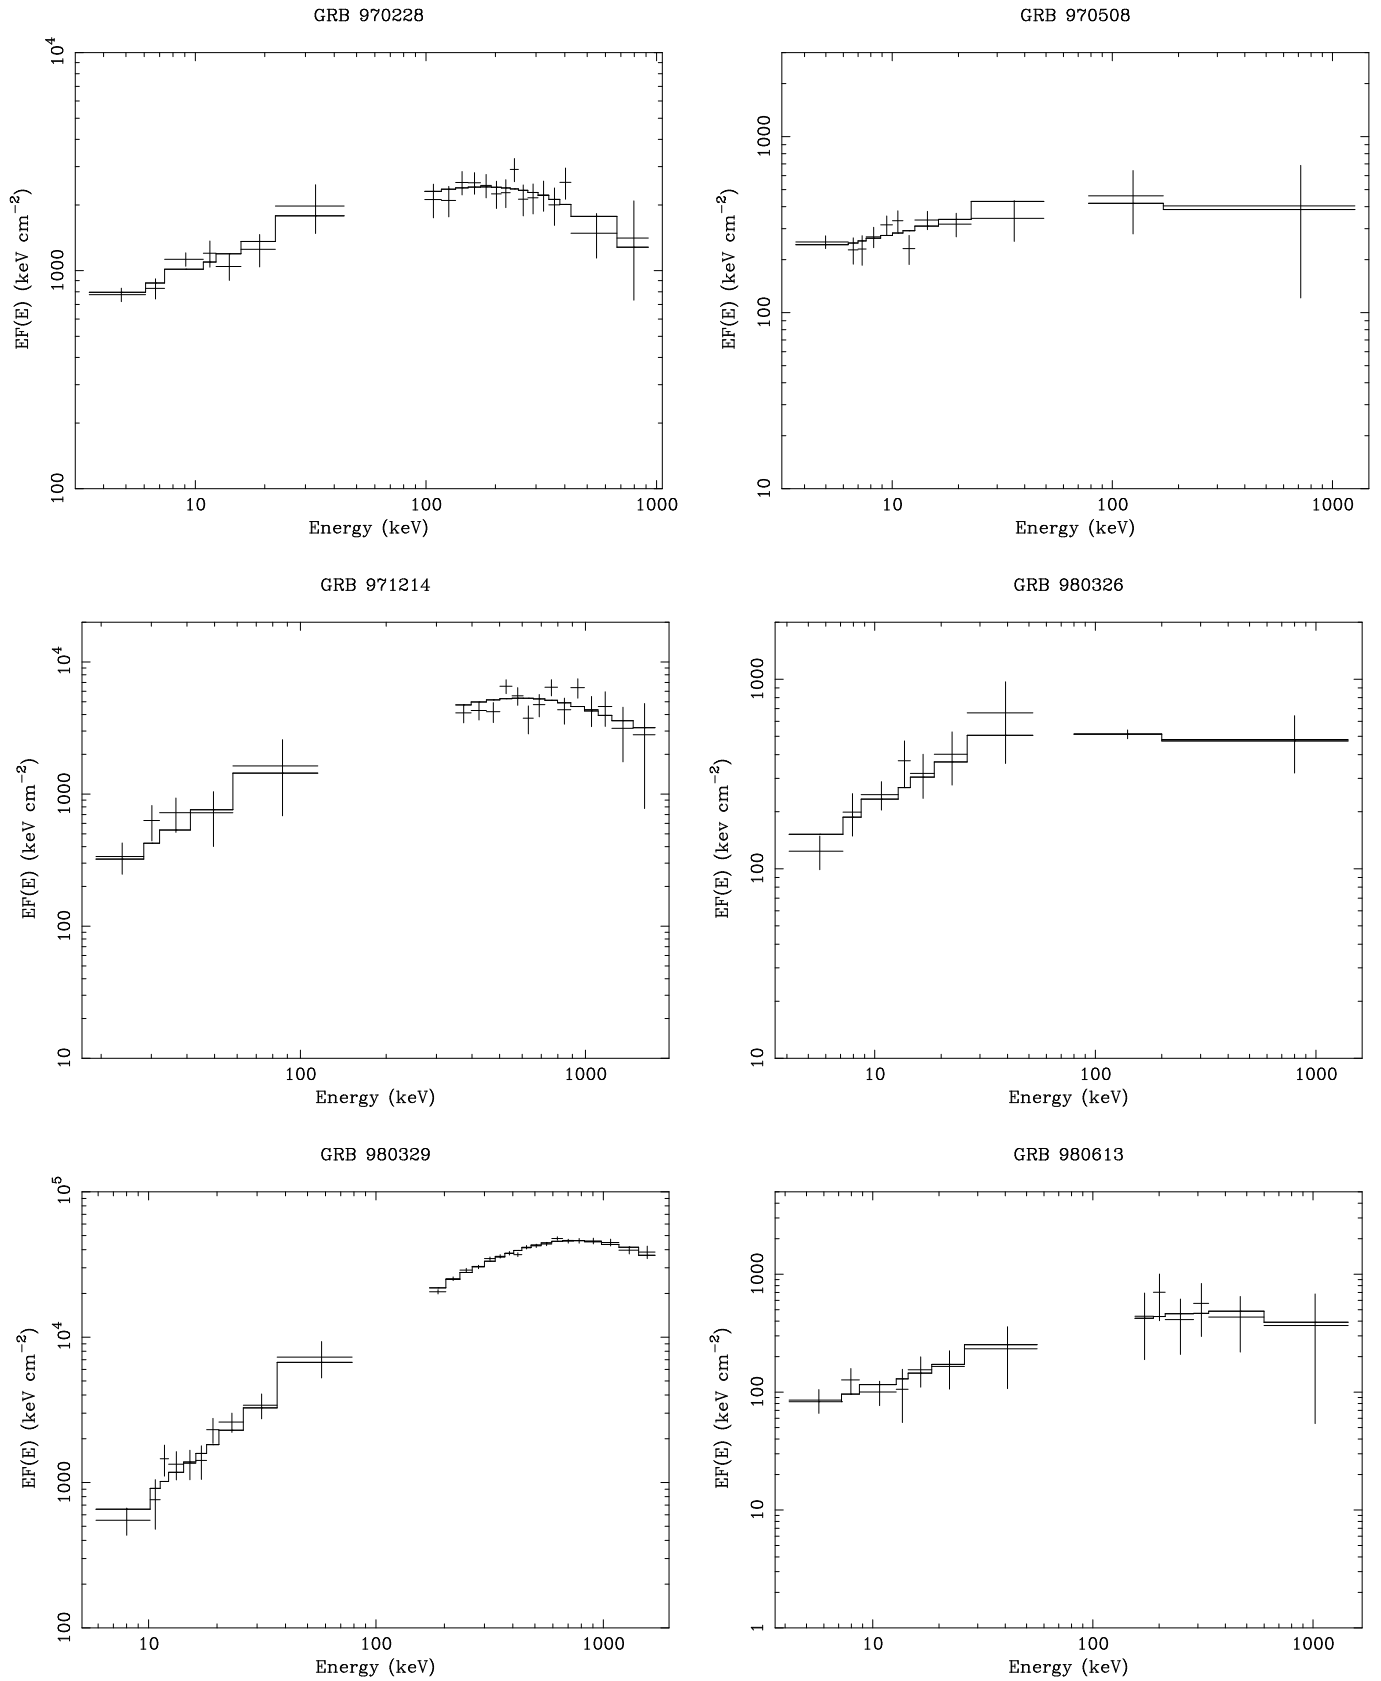 GRB 970228
EF(E) (keV cm−2)
10^4
1000
100
10
100
1000
Energy (keV)
GRB 970508
EF(E) (keV cm−2)
1000
100
10
10
100
1000
Energy (keV)
GRB 971214
EF(E) (keV cm−2)
10^4
1000
100
10
100
1000
Energy (keV)
GRB 980326
EF(E) (keV cm−2)
1000
100
10
10
100
1000
Energy (keV)
GRB 980329
EF(E) (keV cm−2)
10^5
10^4
1000
100
10
100
1000
Energy (keV)
GRB 980613
EF(E) (keV cm−2)
1000
100
10
1
10
100
1000
Energy (keV)